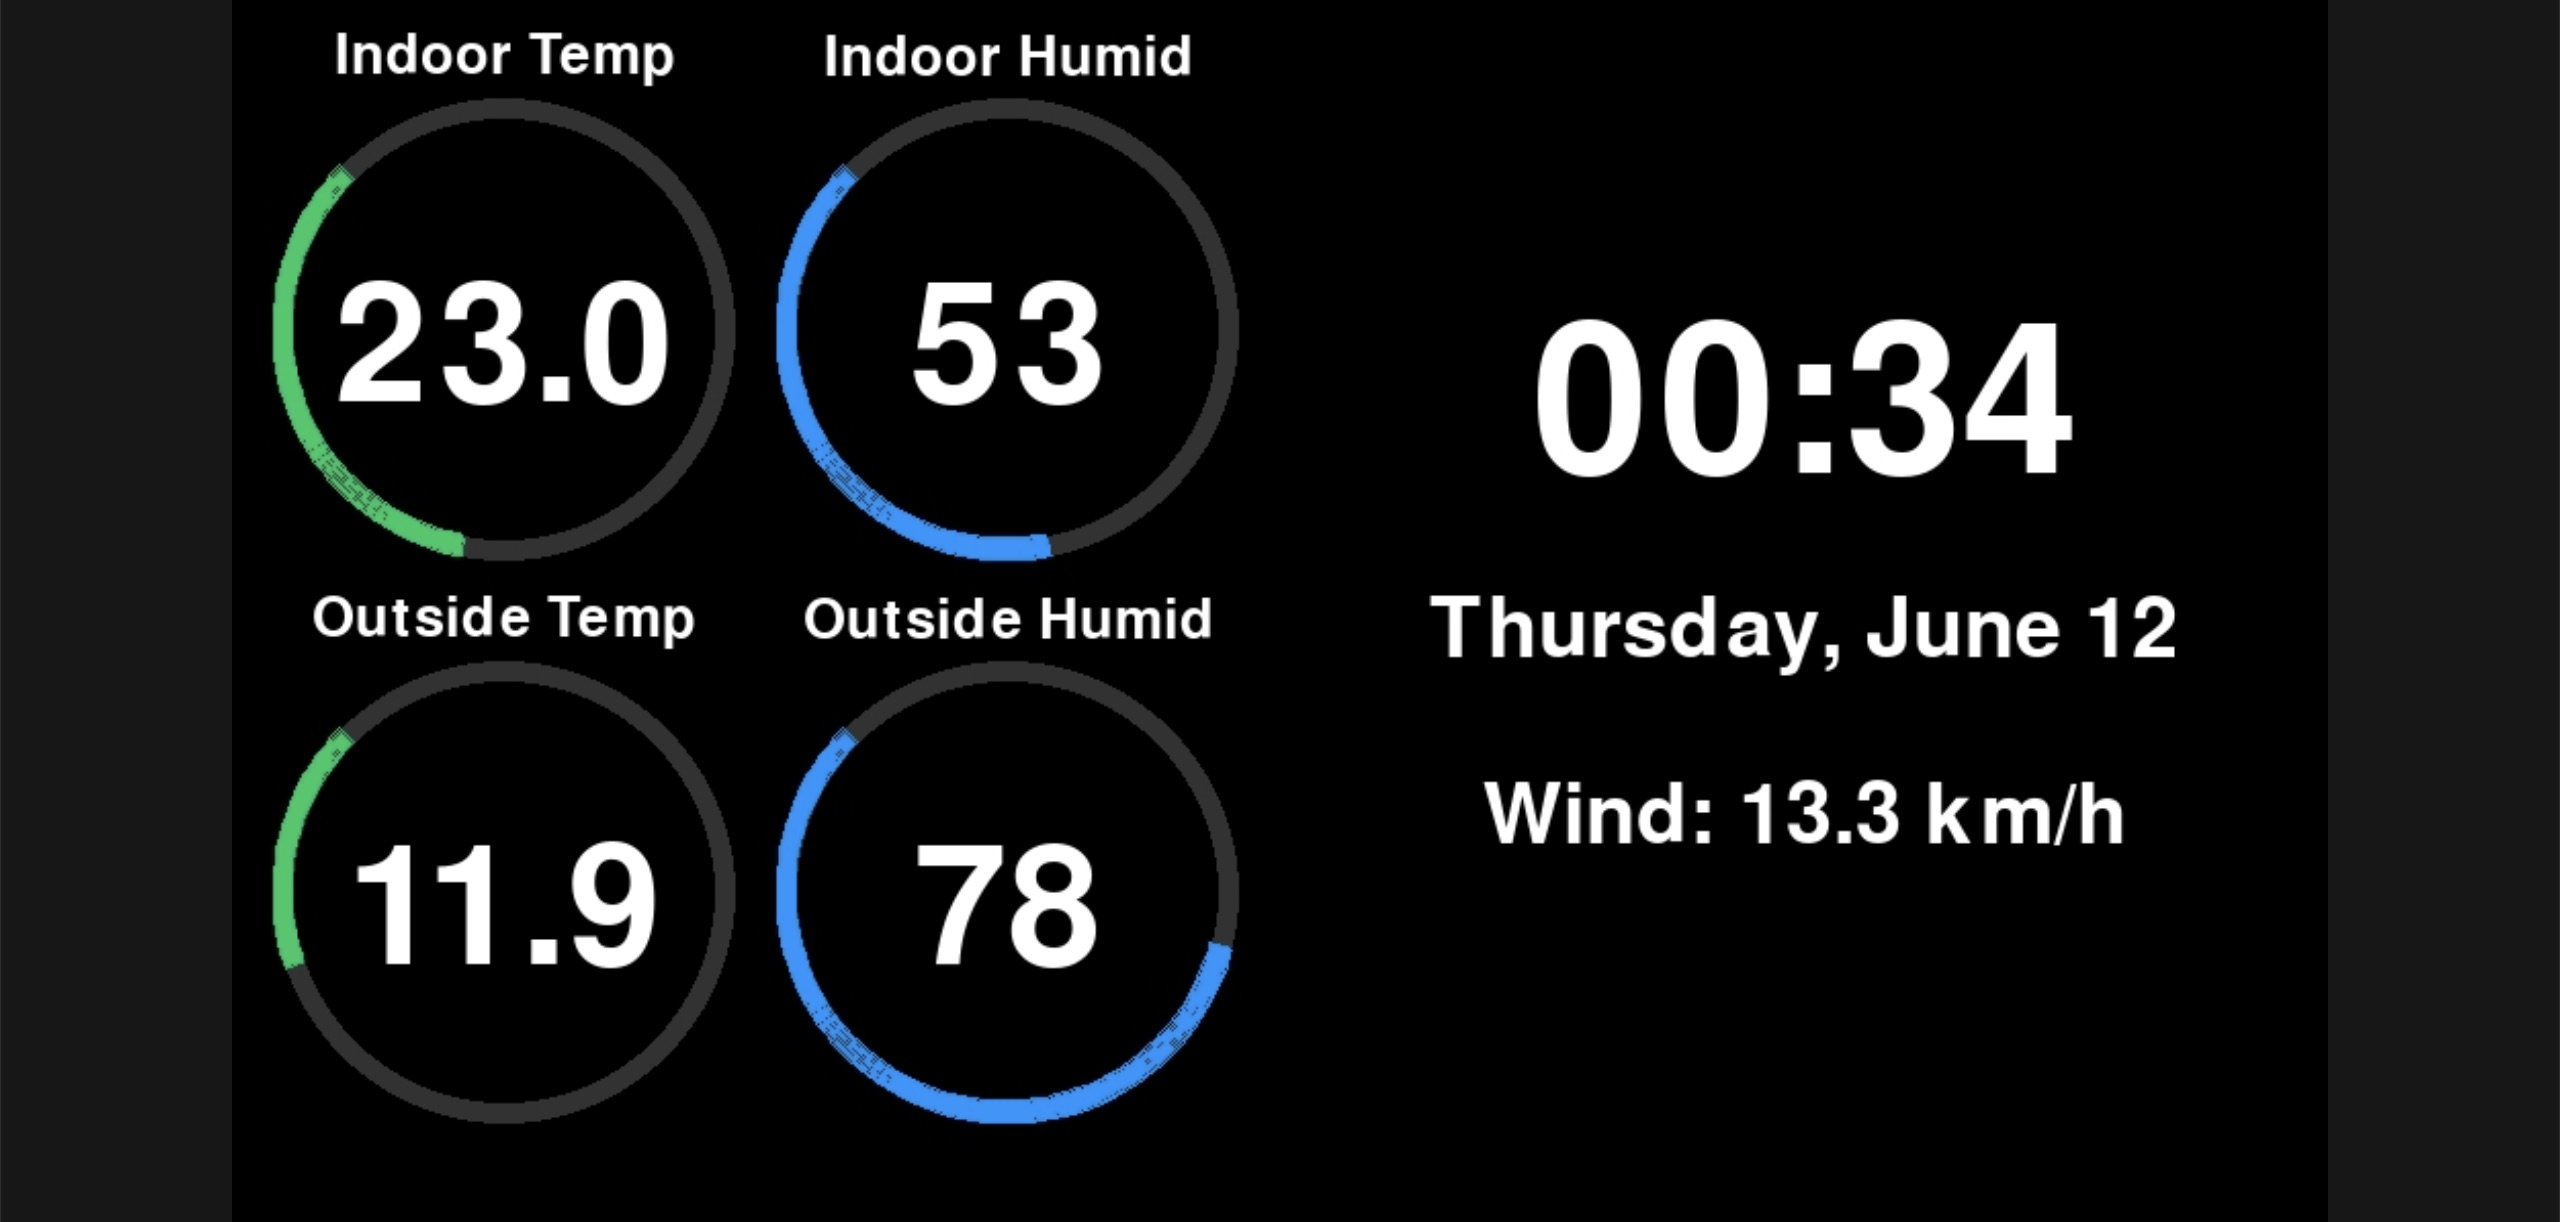 Indoor Temp
23.0
Indoor Humid
53
Outside Temp
11.9
Outside Humid
78
00:34
Thursday, June 12
Wind: 13.3 km/h